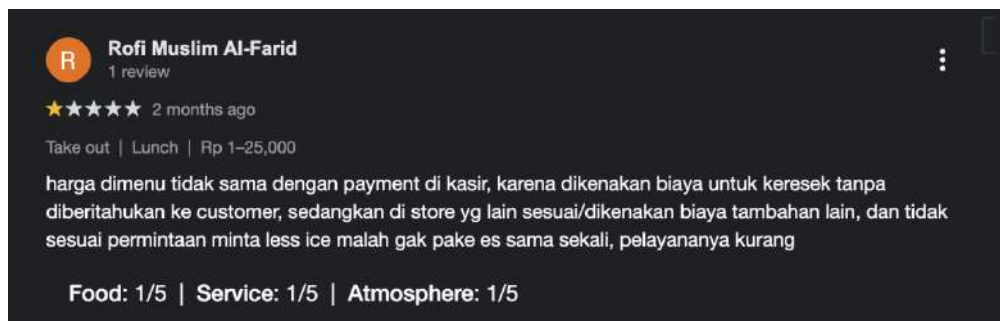 R
Rofi Muslim Al-Farid
1 review
2 months ago
Take out | Lunch | Rp 1–25,000
harga dimenu tidak sama dengan payment di kasir, karena dikenakan biaya untuk keresek tanpa
diberitahukan ke customer, sedangkan di store yg lain sesuai/dikenakan biaya tambahan lain, dan tidak
sesuai permintaan minta less ice malah gak pake es sama sekali, pelayananya kurang
Food: 1/5 | Service: 1/5 | Atmosphere: 1/5